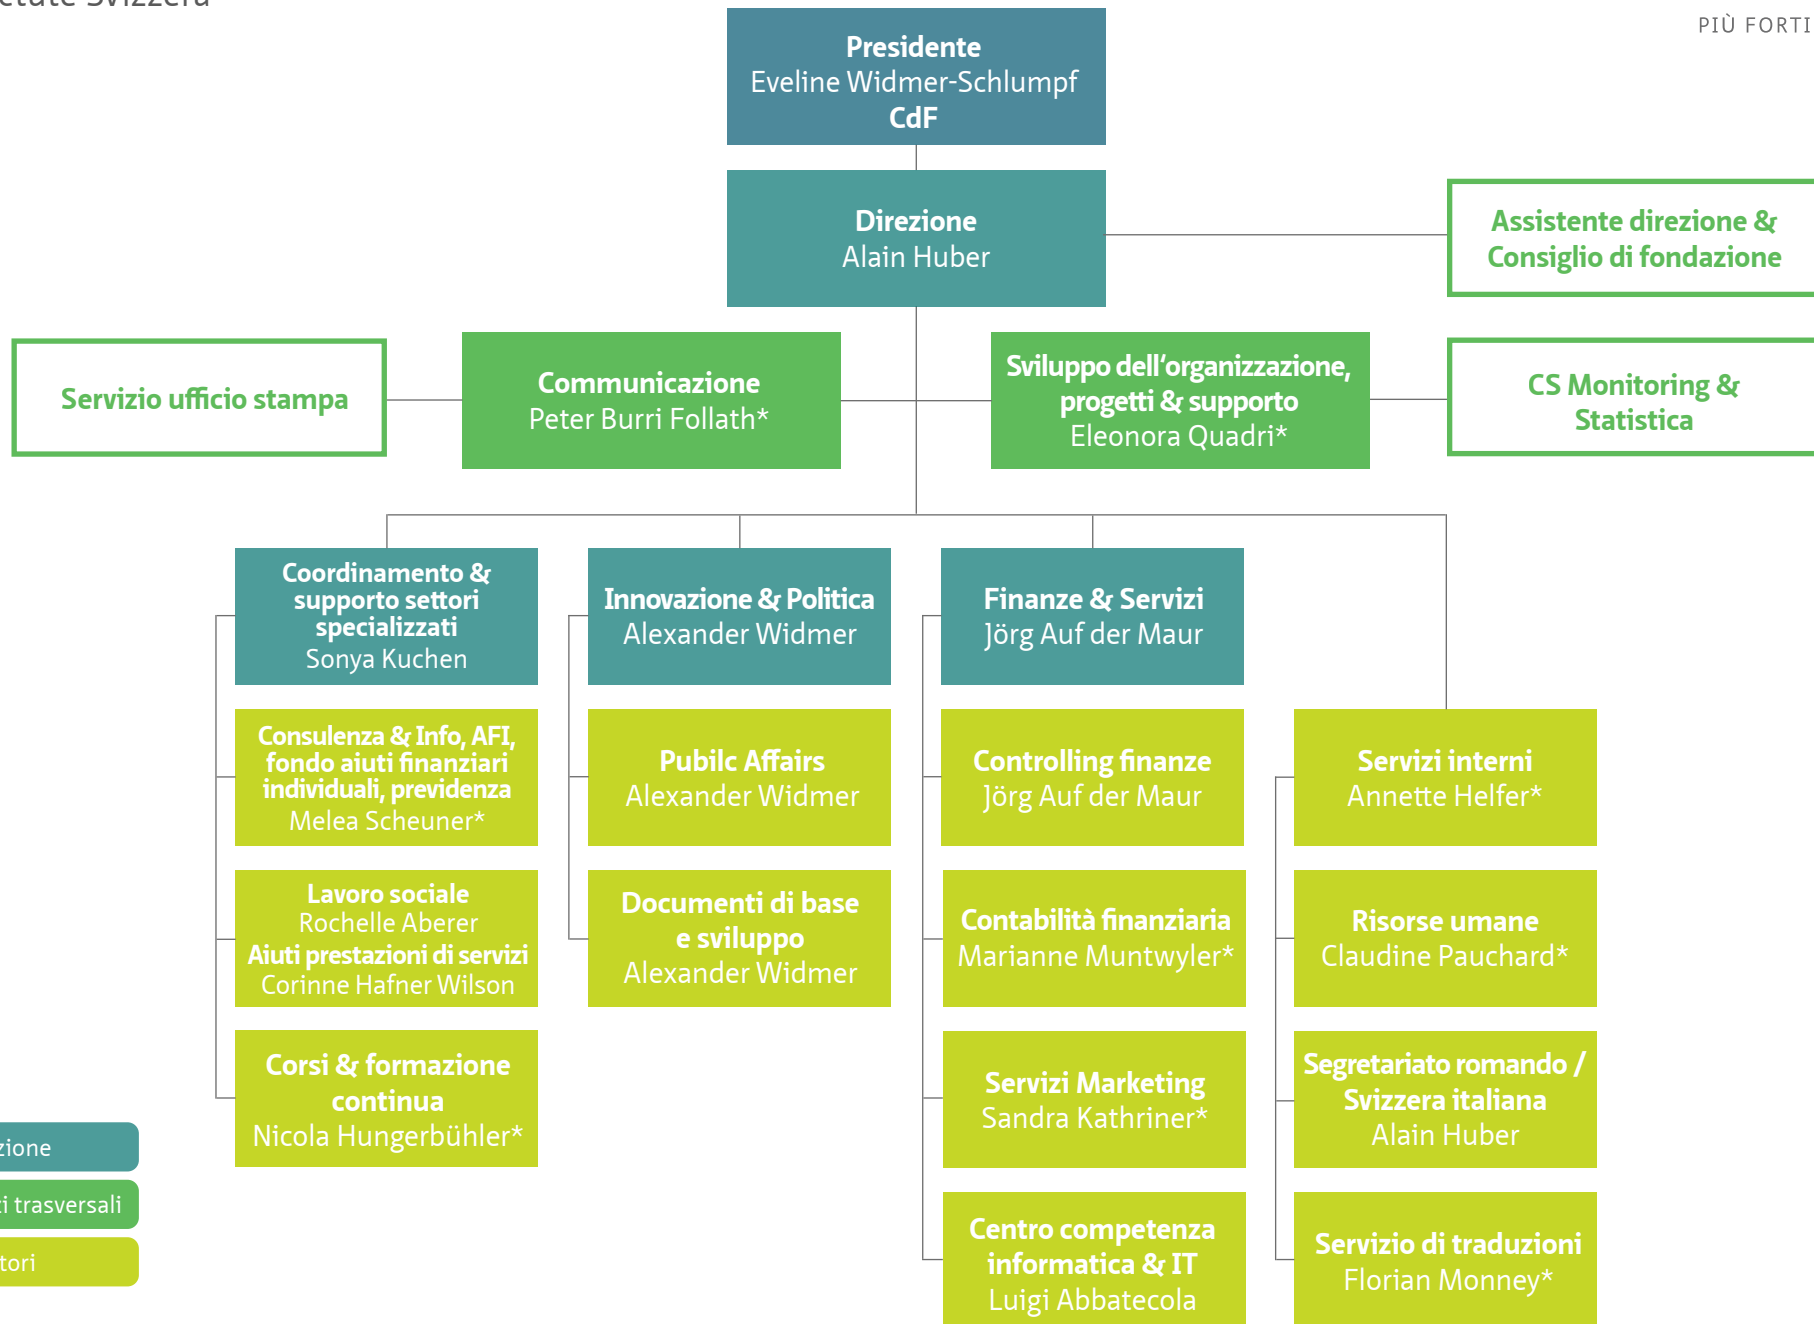 Svizzera
PIÙ FORTI
Presidente
Eveline Widmer-Schlumpf
CdF
Direzione
Alain Huber
Assistente direzione &
Consiglio di fondazione
Servizio ufficio stampa
Communicazione
Peter Burri Follath*
Sviluppo dell‘organizzazione,
progetti & supporto
Eleonora Quadri*
CS Monitoring &
Statistica
Coordinamento &
supporto settori
specializzati
Sonya Kuchen
Innovazione & Politica
Alexander Widmer
Finanze & Servizi
Jörg Auf der Maur
Consulenza & Info, AFI,
fondo aiuti finanziari
individuali, previdenza
Melea Scheuner*
Pubilc Affairs
Alexander Widmer
Controlling finanze
Jörg Auf der Maur
Servizi interni
Annette Helfer*
Lavoro sociale
Rochelle Aberer
Aiuti prestazioni di servizi
Corinne Hafner Wilson
Documenti di base
e sviluppo
Alexander Widmer
Contabilità finanziaria
Marianne Muntwyler*
Risorse umane
Claudine Pauchard*
Corsi & formazione
continua
Nicola Hungerbühler*
Servizi Marketing
Sandra Kathriner*
Segretariato romando /
Svizzera italiana
Alain Huber
Centro competenza
informatica & IT
Luigi Abbatecola
Servizio di traduzioni
Florian Monney*
zione
i trasversali
tori